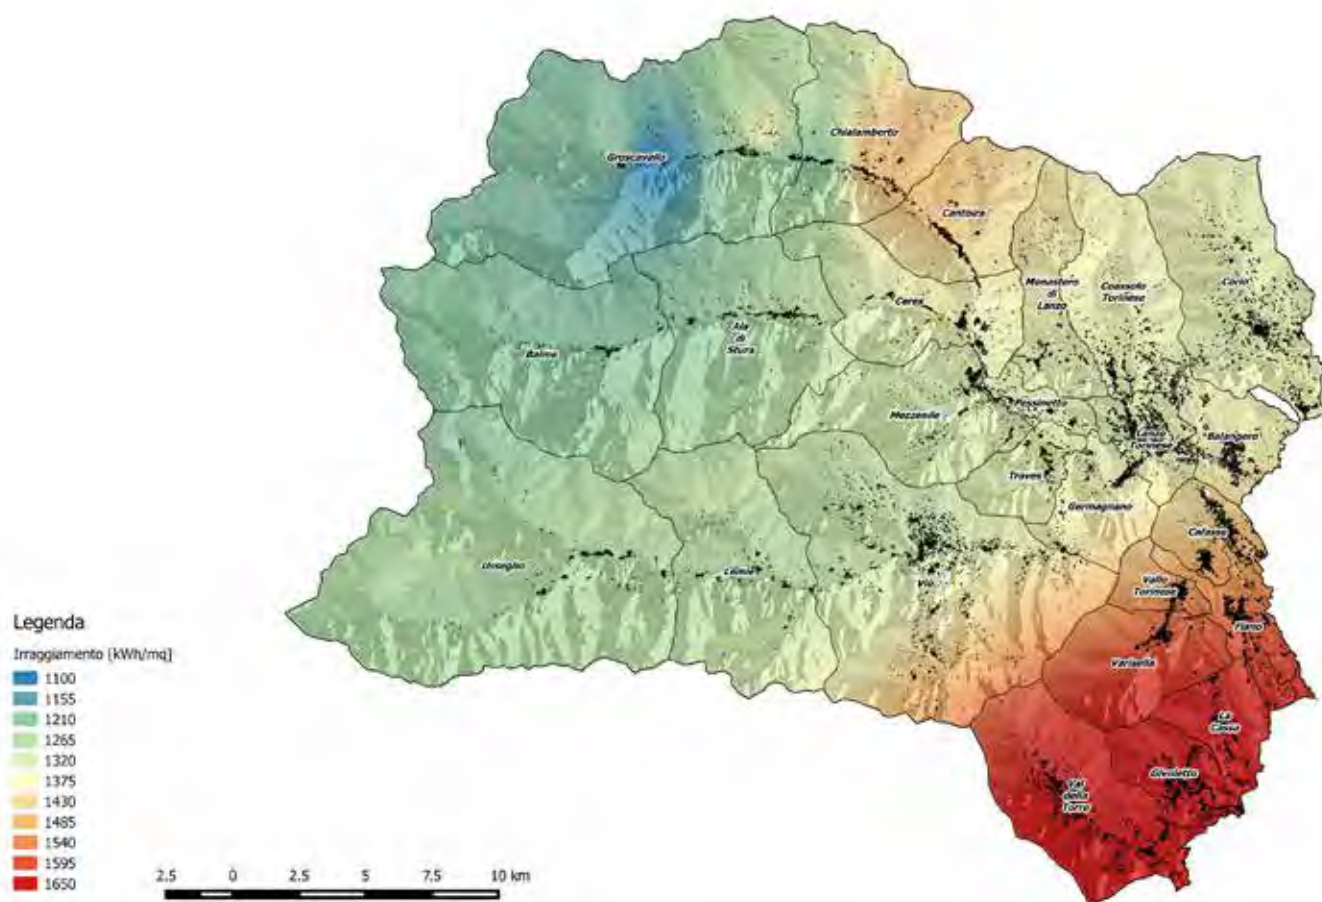 Chialamberto
Groscavallo
Cantoira
Monastero
di
Lanzo
Coassolo
Torinese
Corio
Ceres
Ala
di
Stura
Balme
Mezzenile
Pessinetto
Lanzo
Torinese
Balangero
Traves
Germagnano
Cafasse
Usseglio
Lemie
Viù
Vallo
Torinese
Fiano
Varisella
La
Cassa
Givoletto
Val
della
Torre
Legenda
Irraggiamento [kWh/mq]
1100
1155
1210
1265
1320
1375
1430
1485
1540
1595
1650
2.5 0 2.5 5 7.5 10 km